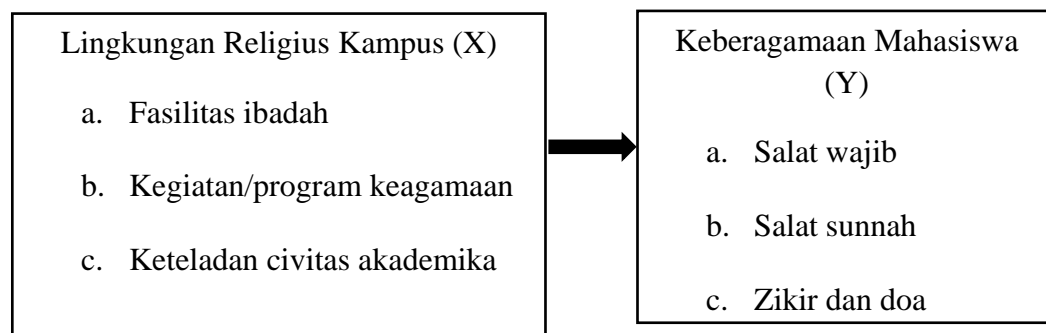 Lingkungan Religius Kampus (X)
a. Fasilitas ibadah
b. Kegiatan/program keagamaan
c. Keteladan civitas akademika
Keberagamaan Mahasiswa
(Y)
a. Salat wajib
b. Salat sunnah
c. Zikir dan doa